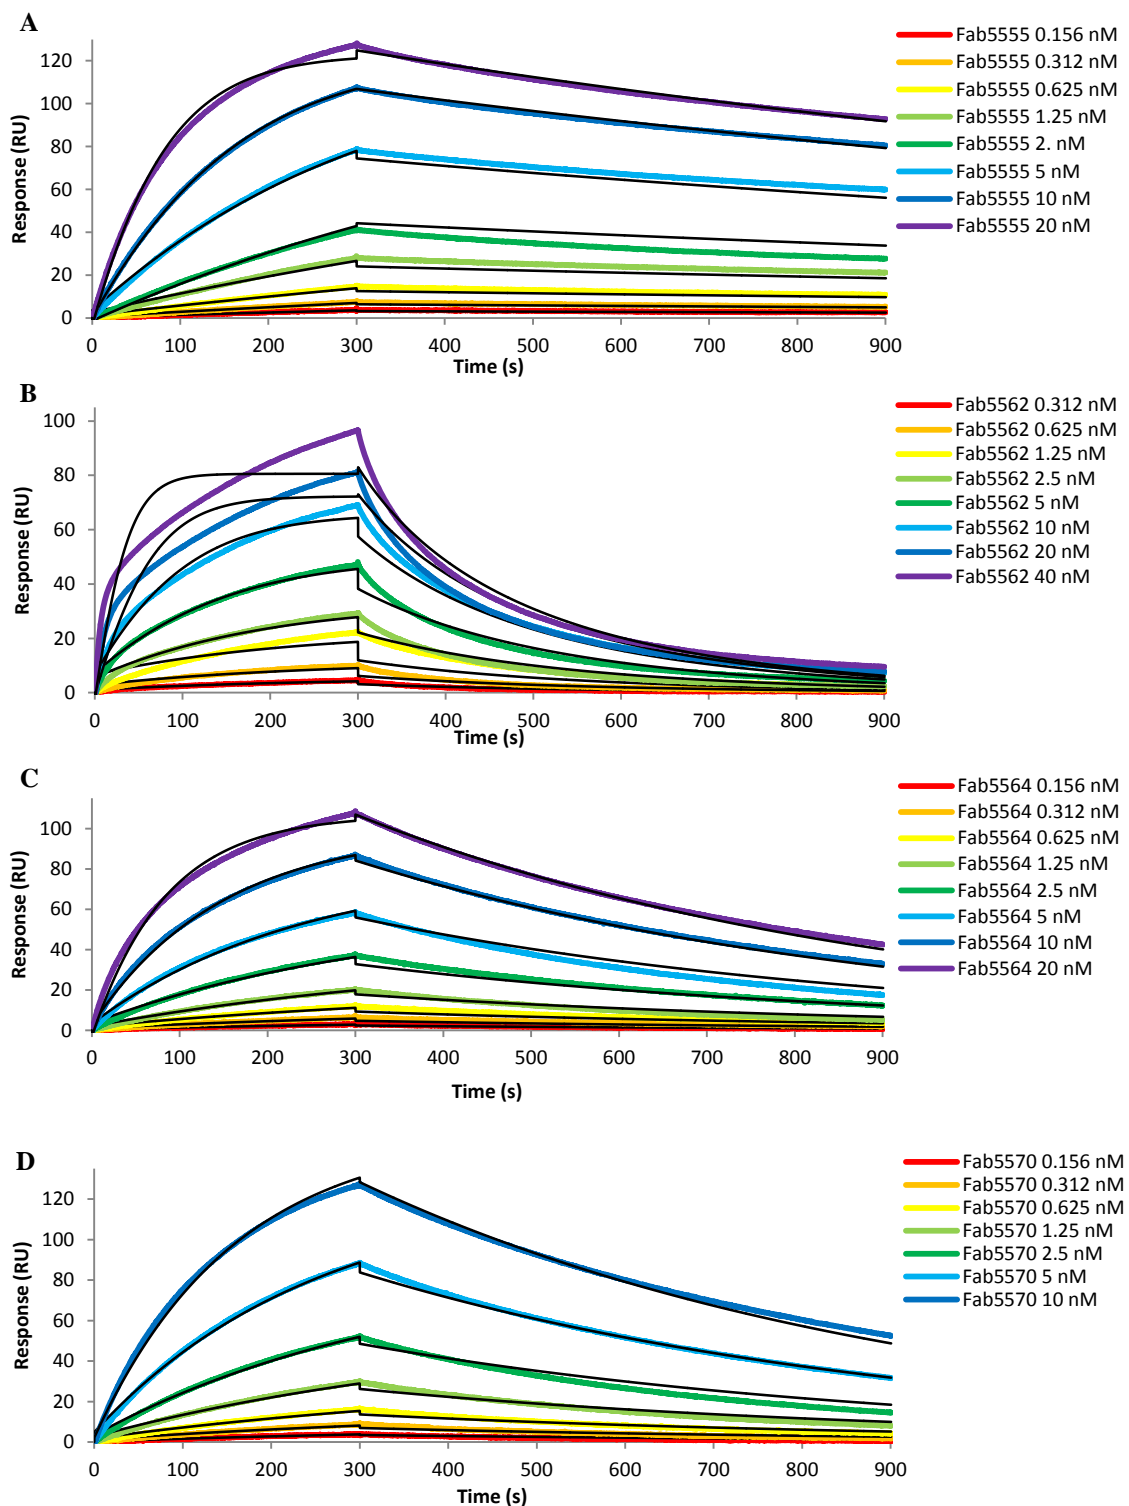 A
Response (RU)
120
100
80
60
40
20
0
0 100 200 300 400 500 600 700 800 900
Time (s)
Fab5555 0.156 nM
Fab5555 0.312 nM
Fab5555 0.625 nM
Fab5555 1.25 nM
Fab5555 2. nM
Fab5555 5 nM
Fab5555 10 nM
Fab5555 20 nM
B
Response (RU)
100
80
60
40
20
0
0 100 200 300 400 500 600 700 800 900
Time (s)
Fab5562 0.312 nM
Fab5562 0.625 nM
Fab5562 1.25 nM
Fab5562 2.5 nM
Fab5562 5 nM
Fab5562 10 nM
Fab5562 20 nM
Fab5562 40 nM
C
Response (RU)
100
80
60
40
20
0
0 100 200 300 400 500 600 700 800 900
Time (s)
Fab5564 0.156 nM
Fab5564 0.312 nM
Fab5564 0.625 nM
Fab5564 1.25 nM
Fab5564 2.5 nM
Fab5564 5 nM
Fab5564 10 nM
Fab5564 20 nM
D
Response (RU)
120
100
80
60
40
20
0
0 100 200 300 400 500 600 700 800 900
Time (s)
Fab5570 0.156 nM
Fab5570 0.312 nM
Fab5570 0.625 nM
Fab5570 1.25 nM
Fab5570 2.5 nM
Fab5570 5 nM
Fab5570 10 nM